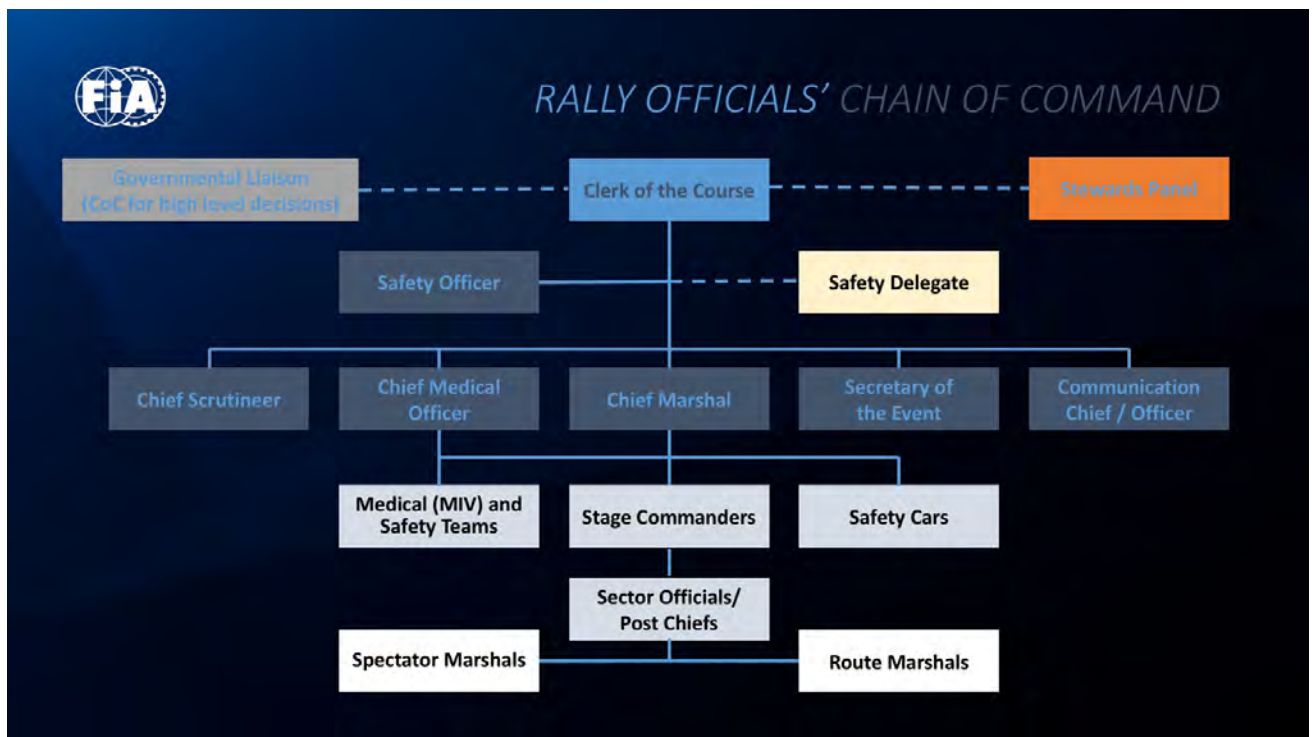 FiA
RALLY OFFICIALS' CHAIN OF COMMAND
Governmental Liaison
(CoC for high level decisions)
Clerk of the Course
Stewards Panel
Safety Officer
Safety Delegate
Chief Scrutineer
Chief Medical
Officer
Chief Marshal
Secretary of
the Event
Communication
Chief / Officer
Medical (MIV) and
Safety Teams
Stage Commanders
Safety Cars
Sector Officials/
Post Chiefs
Spectator Marshals
Route Marshals